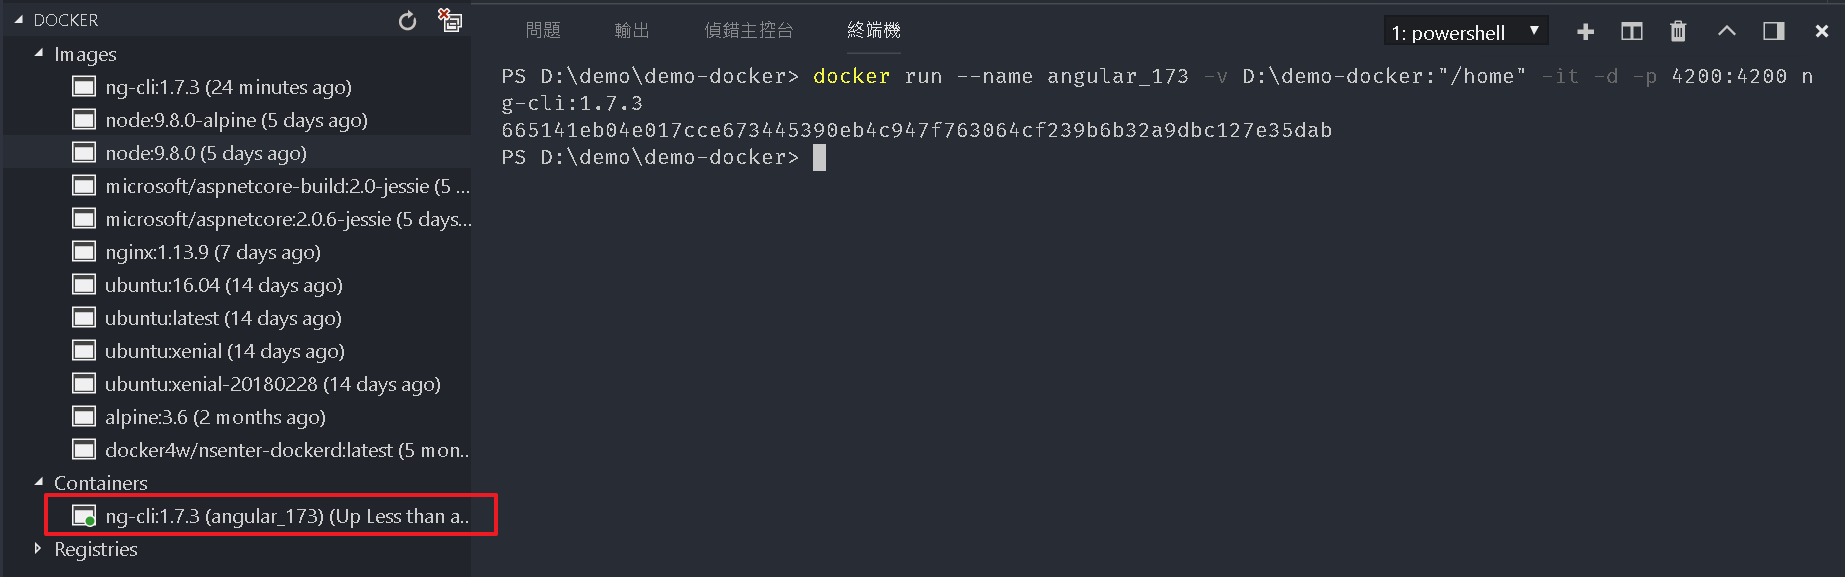 DOCKER
Images
ng-cli:1.7.3 (24 minutes ago)
node:9.8.0-alpine (5 days ago)
node:9.8.0 (5 days ago)
microsoft/aspnetcore-build:2.0-jessie (5 ...
microsoft/aspnetcore:2.0.6-jessie (5 days...
nginx:1.13.9 (7 days ago)
ubuntu:16.04 (14 days ago)
ubuntu:latest (14 days ago)
ubuntu:xenial (14 days ago)
ubuntu:xenial-20180228 (14 days ago)
alpine:3.6 (2 months ago)
docker4w/nsenter-dockerd:latest (5 mon..
Containers
ng-cli:1.7.3 (angular_173) (Up Less than a..
Registries
問題 輸出 偵錯主控台 終端機
1: powershell
PS D:\demo\demo-docker> docker run --name angular_173 -v D:\demo-docker:"/home" -it -d -p 4200:4200 n
g-cli:1.7.3
665141eb04e017cce673445390eb4c947f763064cf239b6b32a9dbc127e35dab
PS D:\demo\demo-docker>